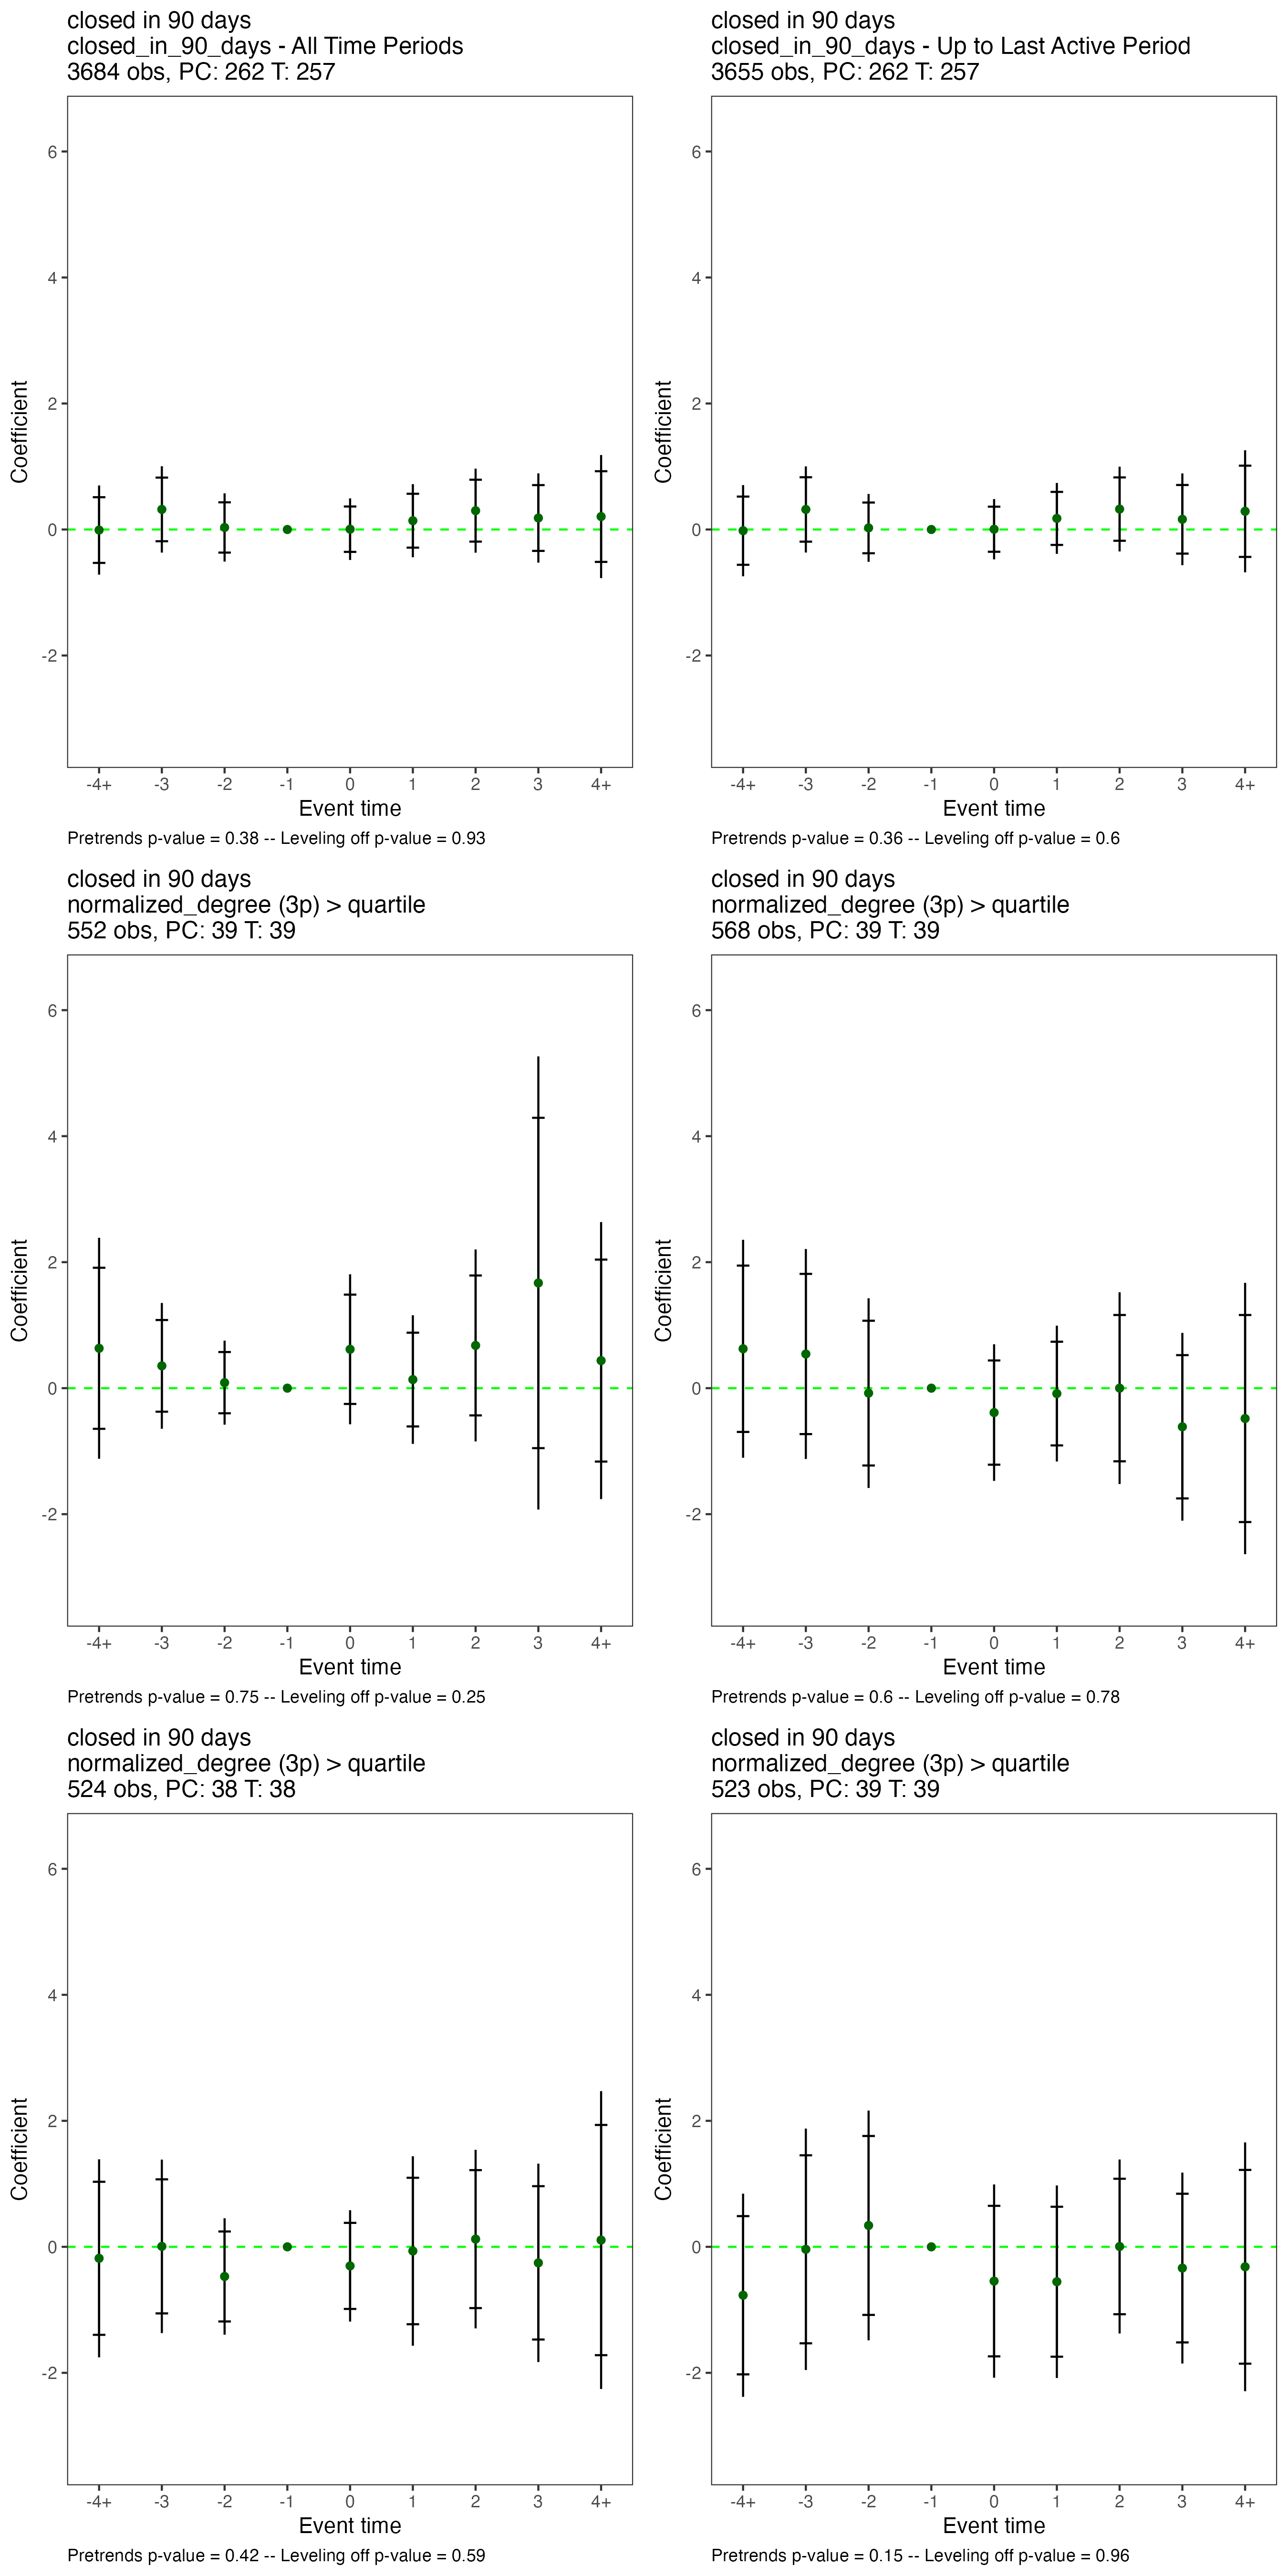 closed in 90 days
closed_in_90_days - All Time Periods
3684 obs, PC: 262 T: 257
6
4
2
0
-2
Coefficient
-4+ -3 -2 -1 0 1 2 3 4+
Event time
Pretrends p-value = 0.38 -- Leveling off p-value = 0.93
closed in 90 days
closed_in_90_days - Up to Last Active Period
3655 obs, PC: 262 T: 257
6
4
2
0
-2
Coefficient
-4+ -3 -2 -1 0 1 2 3 4+
Event time
Pretrends p-value = 0.36 -- Leveling off p-value = 0.6
closed in 90 days
normalized_degree (3p) > quartile
552 obs, PC: 39 T: 39
6
4
2
0
-2
Coefficient
-4+ -3 -2 -1 0 1 2 3 4+
Event time
Pretrends p-value = 0.75 -- Leveling off p-value = 0.25
closed in 90 days
normalized_degree (3p) > quartile
568 obs, PC: 39 T: 39
6
4
2
0
-2
Coefficient
-4+ -3 -2 -1 0 1 2 3 4+
Event time
Pretrends p-value = 0.6 -- Leveling off p-value = 0.78
closed in 90 days
normalized_degree (3p) > quartile
524 obs, PC: 38 T: 38
6
4
2
0
-2
Coefficient
-4+ -3 -2 -1 0 1 2 3 4+
Event time
Pretrends p-value = 0.42 -- Leveling off p-value = 0.59
closed in 90 days
normalized_degree (3p) > quartile
523 obs, PC: 39 T: 39
6
4
2
0
-2
Coefficient
-4+ -3 -2 -1 0 1 2 3 4+
Event time
Pretrends p-value = 0.15 -- Leveling off p-value = 0.96